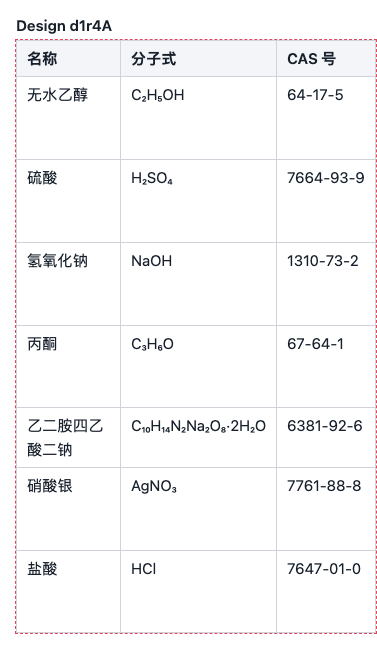 Design d1r4A
名称 分子式 CAS 号
无水乙醇 C₂H₅OH 64-17-5
硫酸 H₂SO₄ 7664-93-9
氢氧化钠 NaOH 1310-73-2
丙酮 C₃H₆O 67-64-1
乙二胺四乙 C₁₀H₁₄N₂Na₂O₈·2H₂O 6381-92-6
酸二钠
硝酸银 AgNO₃ 7761-88-8
盐酸 HCl 7647-01-0